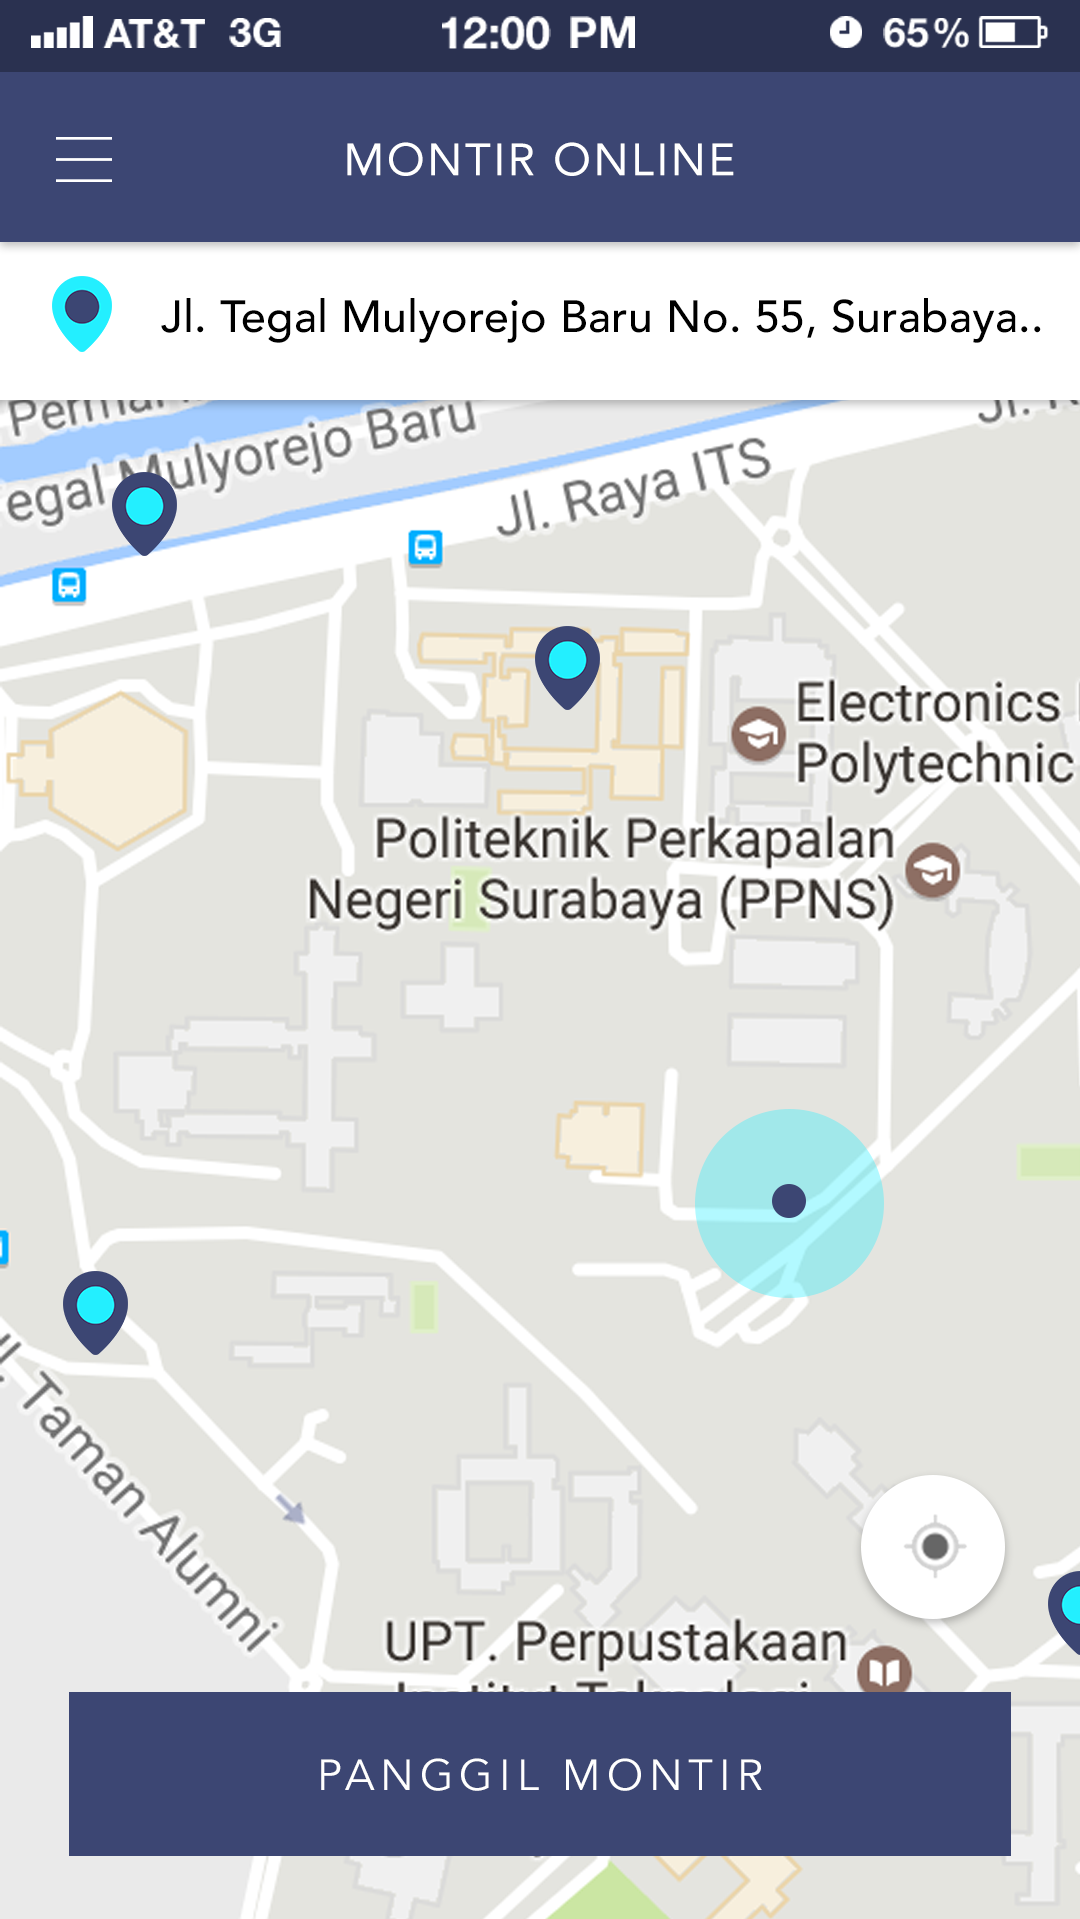 AT&T 3G 12:00 PM 65%
MONTIR ONLINE
Jl. Tegal Mulyorejo Baru No. 55, Surabaya..
egal Mulyorejo Baru
Jl. Raya ITS
Electronics
Polytechnic
Politeknik Perkapalan
Negeri Surabaya (PPNS)
Jl. Taman Alumni
UPT. Perpustakaan
PANGGIL MONTIR